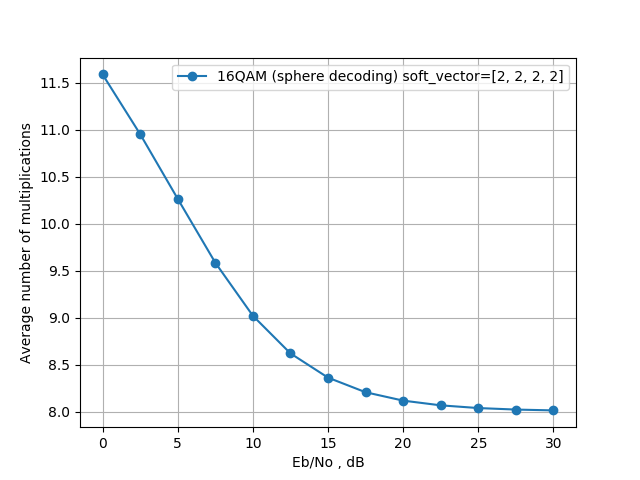 16QAM (sphere decoding) soft_vector=[2, 2, 2, 2]
11.5
11.0
10.5
10.0
9.5
9.0
8.5
8.0
Average number of multiplications
0 5 10 15 20 25 30
Eb/No , dB